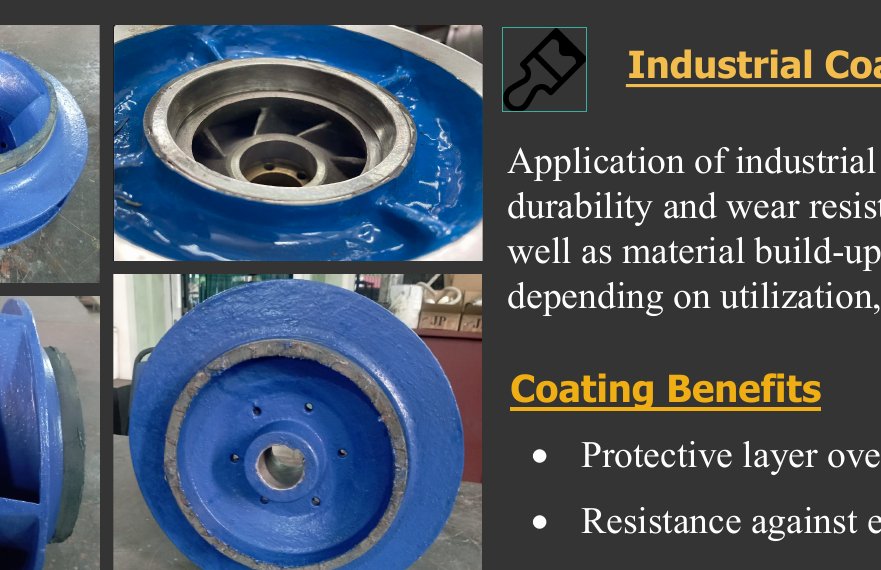 Industrial Coa
Application of industrial
durability and wear resist
well as material build-up
depending on utilization,
Coating Benefits
Protective layer ove
Resistance against e
JP